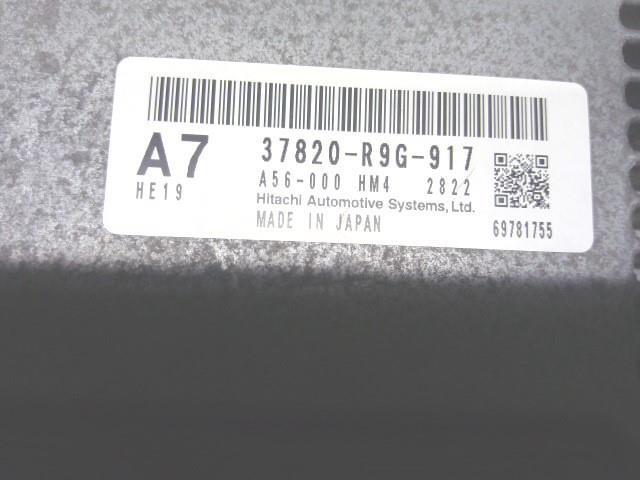 A7 37820-R9G-917
HE19 A56-000 HM4 2822
Hitachi Automotive Systems, Ltd.
MADE IN JAPAN 69781755